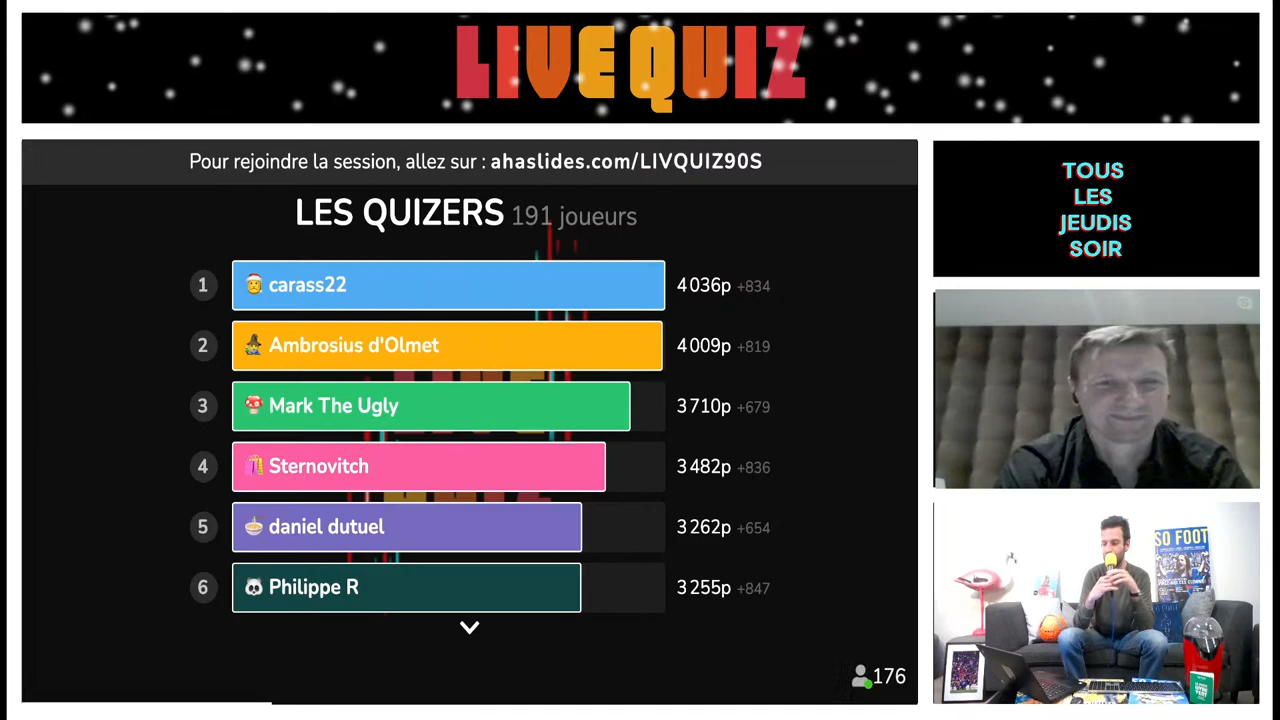 LIVE QUIZ
Pour rejoindre la session, allez sur : ahaslides.com/LIVQUIZ90S
LES QUIZERS 191 joueurs
1 carass22 4 036p +834
2 Ambrosius d'Olmet 4 009p +819
3 Mark The Ugly 3 710p +679
4 Sternovitch 3 482p +836
5 daniel dutuel 3 262p +654
6 Philippe R 3 255p +847
176
TOUS
LES
JEUDIS
SOIR
SO FOOT